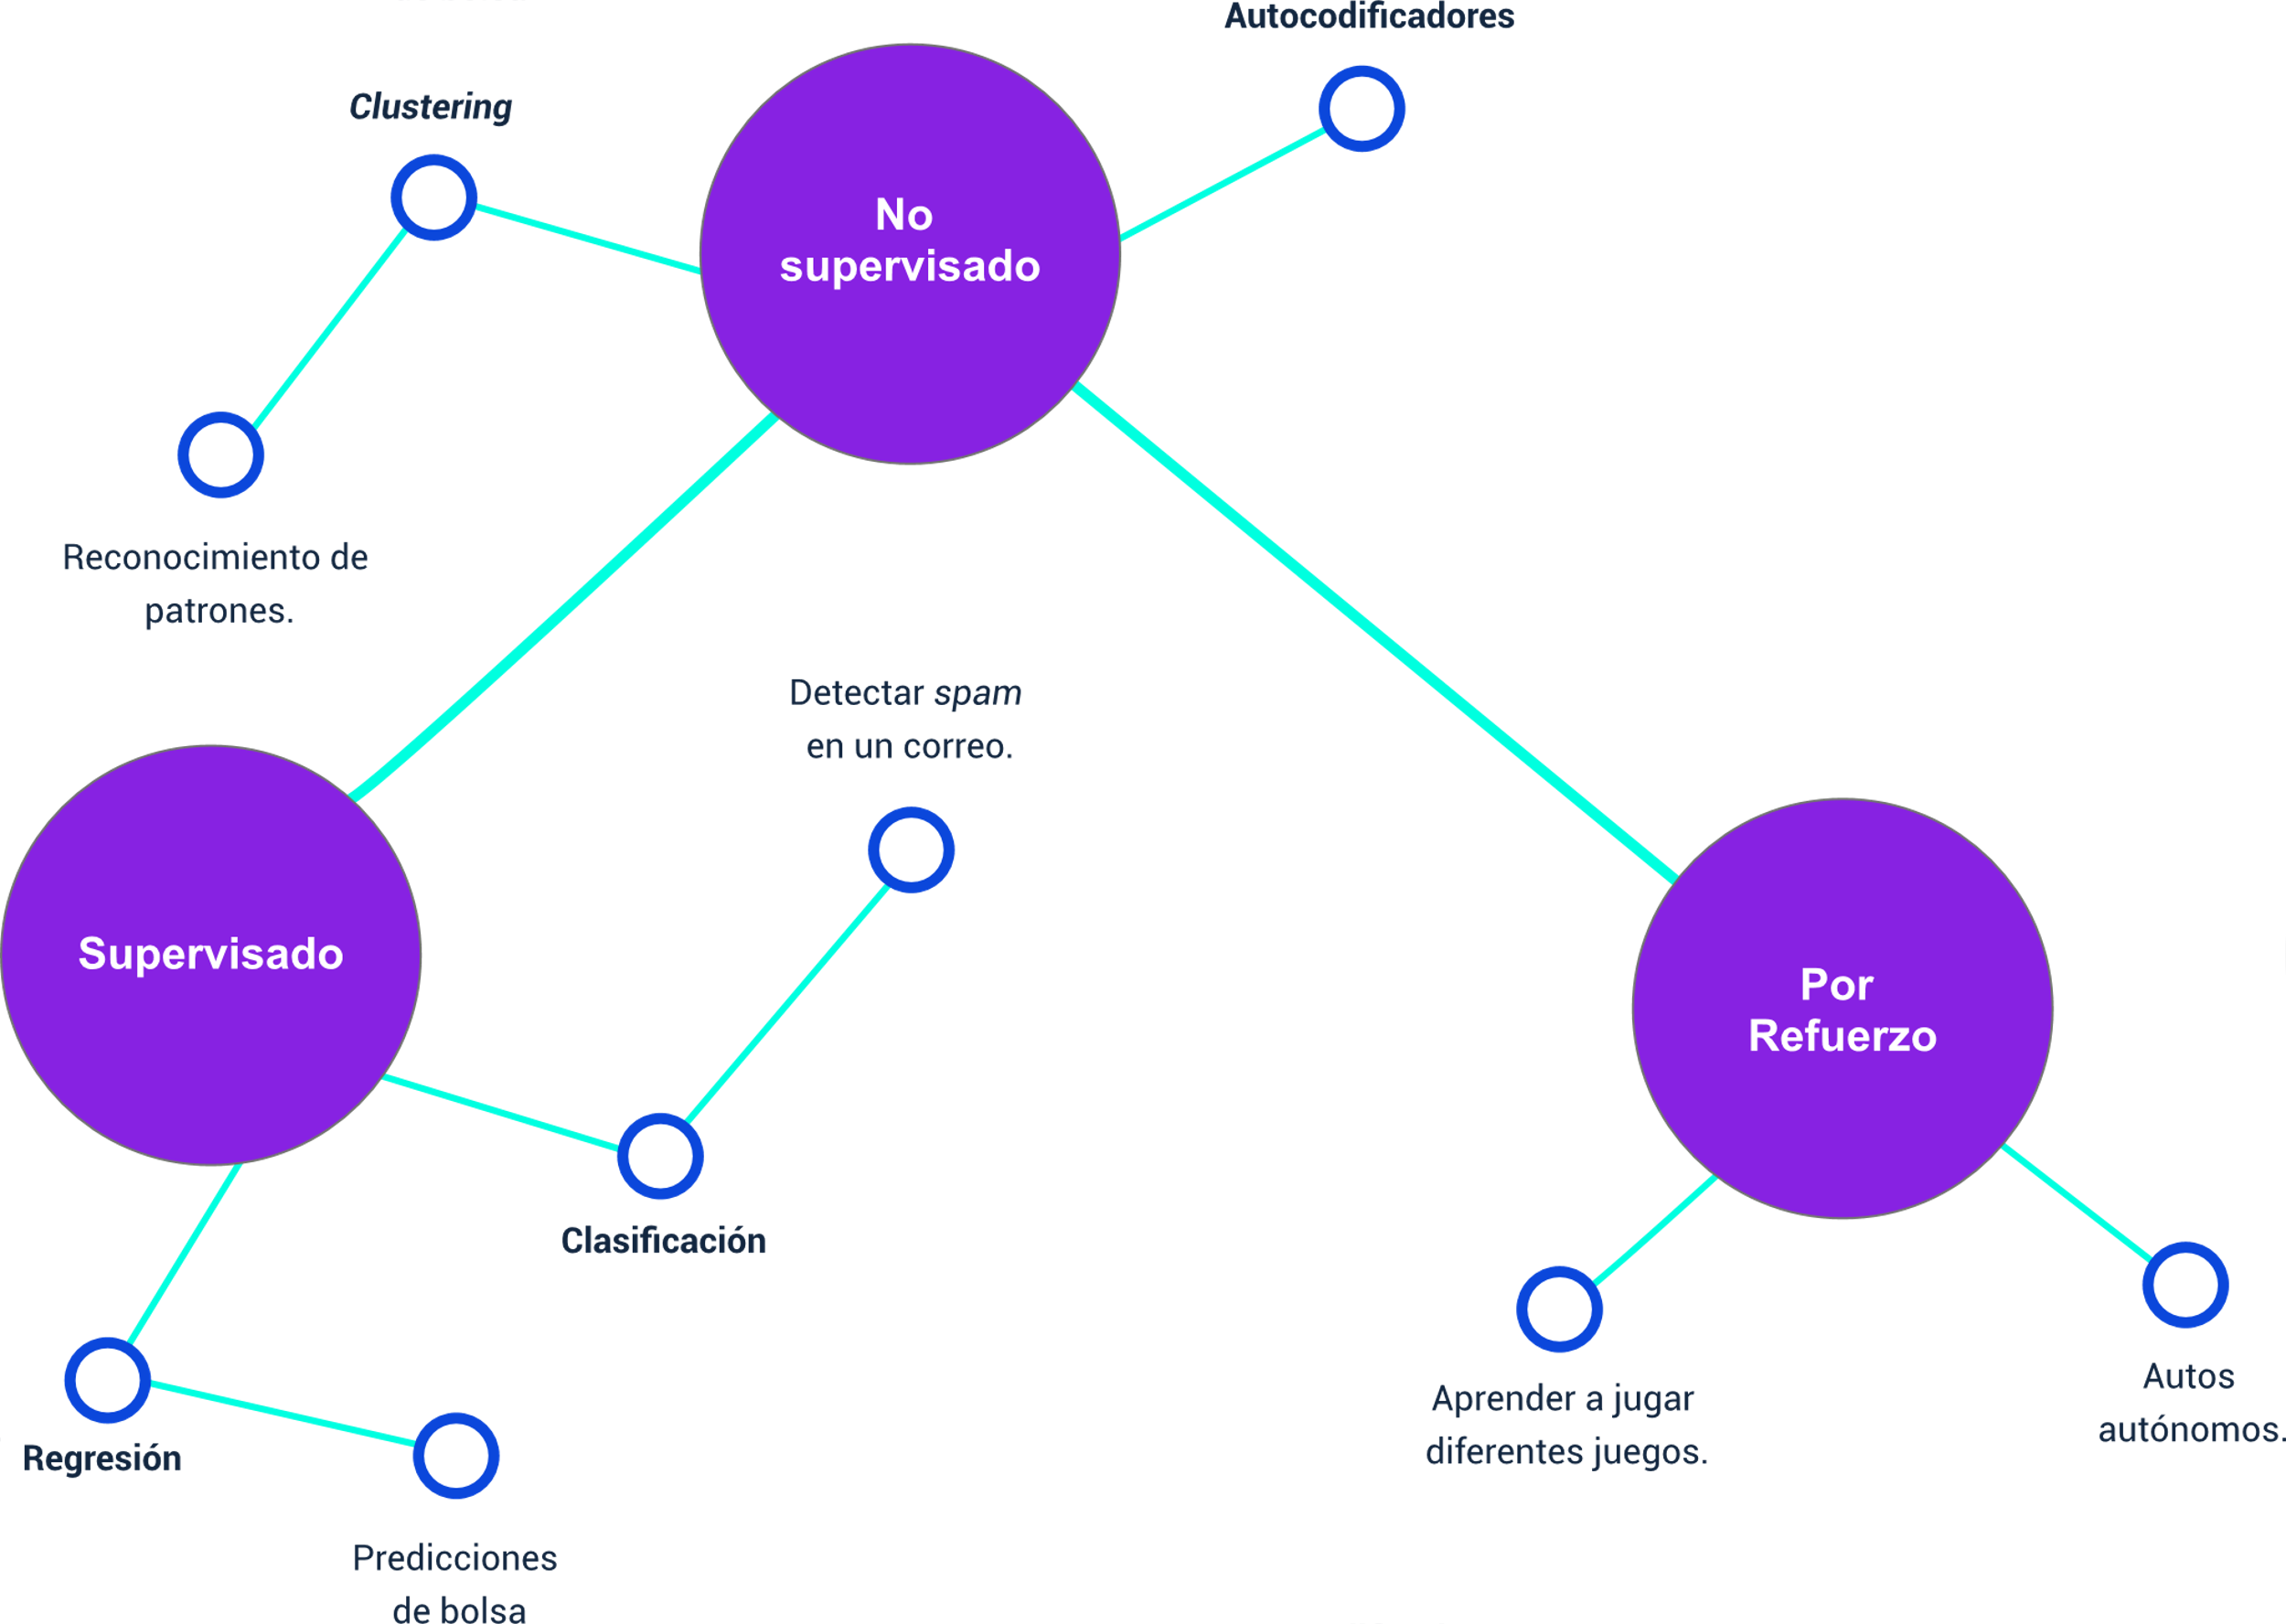 Autocodificadores
Clustering
No
supervisado
Reconocimiento de
patrones.
Detectar spam
en un correo.
Supervisado
Por
Refuerzo
Clasificación
Regresión
Predicciones
de bolsa
Aprender a jugar
diferentes juegos.
Autos
autónomos.